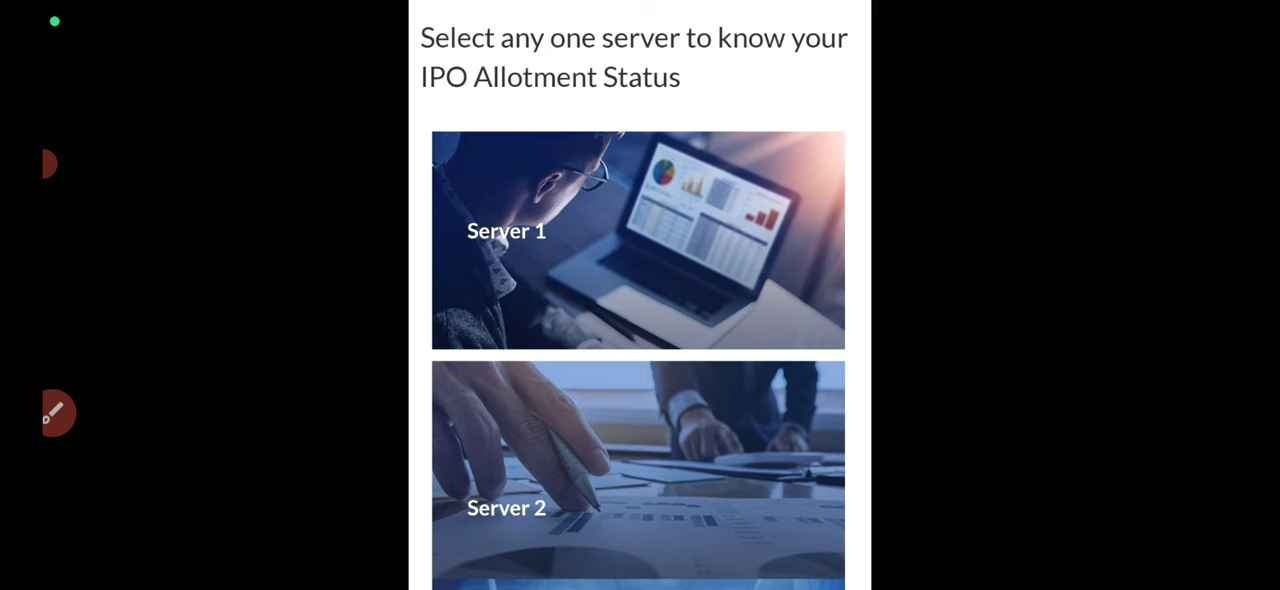 Select any one server to know your
IPO Allotment Status
Server 1
Server 2